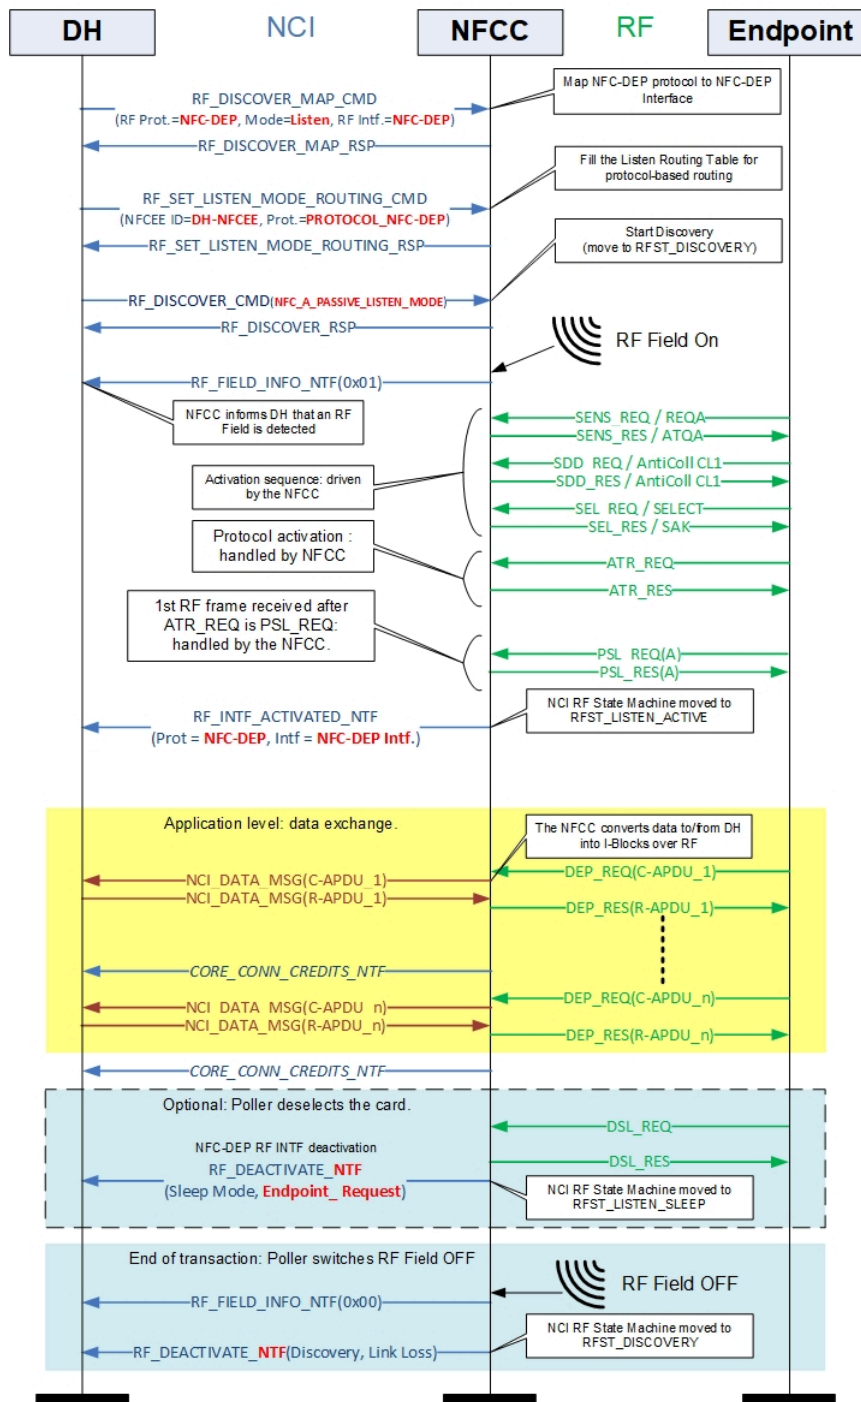 DH
NCI
NFCC
RF
Endpoint
RF_DISCOVER_MAP_CMD
(RF Prot.=NFC-DEP, Mode=Listen, RF Intf.=NFC-DEP)
Map NFC-DEP protocol to NFC-DEP
Interface
RF_DISCOVER_MAP_RSP
Fill the Listen Routing Table for
protocol-based routing
RF_SET_LISTEN_MODE_ROUTING_CMD
(NFCEE ID=DH-NFCEE, Prot.=PROTOCOL_NFC-DEP)
RF_SET_LISTEN_MODE_ROUTING_RSP
Start Discovery
(move to RFST_DISCOVERY)
RF_DISCOVER_CMD(NFC_A_PASSIVE_LISTEN_MODE)
RF_DISCOVER_RSP
RF Field On
RF_FIELD_INFO_NTF(0x01)
NFCC informs DH that an RF
Field is detected
SENS_REQ / REQA
SENS_RES / ATQA
SDD_REQ / AntiColl CL1
SDD_RES / AntiColl CL1
Activation sequence: driven
by the NFCC
SEL_REQ / SELECT
SEL_RES / SAK
Protocol activation :
handled by NFCC
ATR_REQ
ATR_RES
1st RF frame received after
ATR_REQ is PSL_REQ:
handled by the NFCC.
PSL_REQ(A)
PSL_RES(A)
RF_INTF_ACTIVATED_NTF
(Prot = NFC-DEP, Intf = NFC-DEP Intf.)
NCI RF State Machine moved to
RFST_LISTEN_ACTIVE
Application level: data exchange.
The NFCC converts data to/from DH
into I-Blocks over RF
DEP_REQ(C-APDU_1)
NCI_DATA_MSG(C-APDU_1)
NCI_DATA_MSG(R-APDU_1)
DEP_RES(R-APDU_1)
CORE_CONN_CREDITS_NTF
DEP_REQ(C-APDU_n)
NCI_DATA_MSG(C-APDU_n)
NCI_DATA_MSG(R-APDU_n)
DEP_RES(R-APDU_n)
CORE_CONN_CREDITS_NTF
Optional: Poller deselects the card.
DSL_REQ
NFC-DEP RF INTF deactivation
DSL_RES
RF_DEACTIVATE_NTF
(Sleep Mode, Endpoint_ Request)
NCI RF State Machine moved to
RFST_LISTEN_SLEEP
End of transaction: Poller switches RF Field OFF
RF Field OFF
RF_FIELD_INFO_NTF(0x00)
NCI RF State Machine moved to
RFST_DISCOVERY
RF_DEACTIVATE_NTF(Discovery, Link Loss)